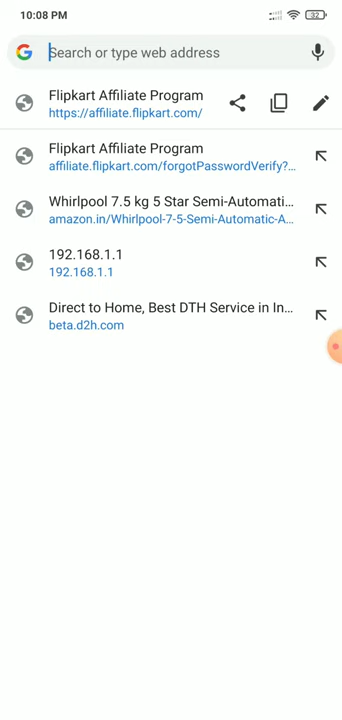 10:08 PM
32
Search or type web address
Flipkart Affiliate Program
https://affiliate.flipkart.com/
Flipkart Affiliate Program
affiliate.flipkart.com/forgotPasswordVerify?...
Whirlpool 7.5 kg 5 Star Semi-Automati...
amazon.in/Whirlpool-7-5-Semi-Automatic-A...
192.168.1.1
192.168.1.1
Direct to Home, Best DTH Service in In...
beta.d2h.com